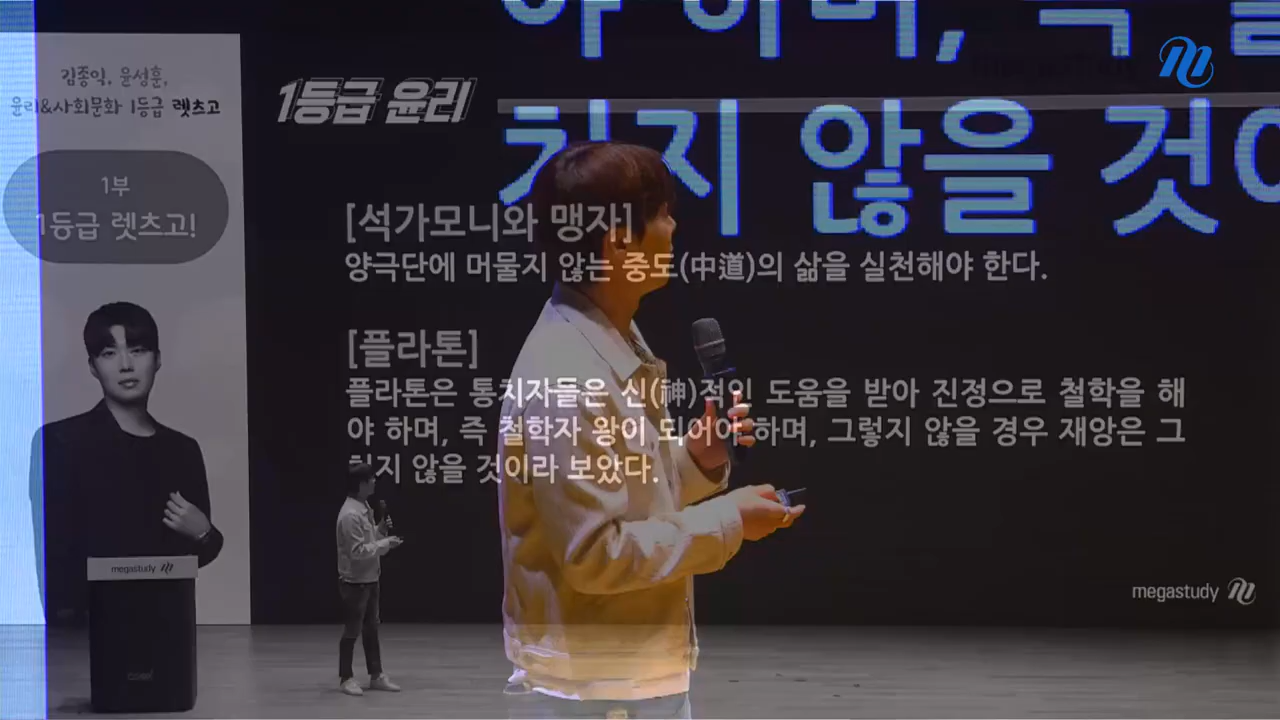 김종익, 윤성훈,
윤리&사회문화 1등급 렛츠고
1부
1등급 렛츠고!
1등급 윤리
야 하며, 즉 철
치지 않을 것이
[석가모니와 맹자]
양극단에 머물지 않는 중도(中道)의 삶을 실천해야 한다.
[플라톤]
플라톤은 통치자들은 신(神)적인 도움을 받아 진정으로 철학을 해
야 하며, 즉 철학자 왕이 되어야 하며, 그렇지 않을 경우 재앙은 그
치지 않을 것이라 보았다.
megastudy
megastudy